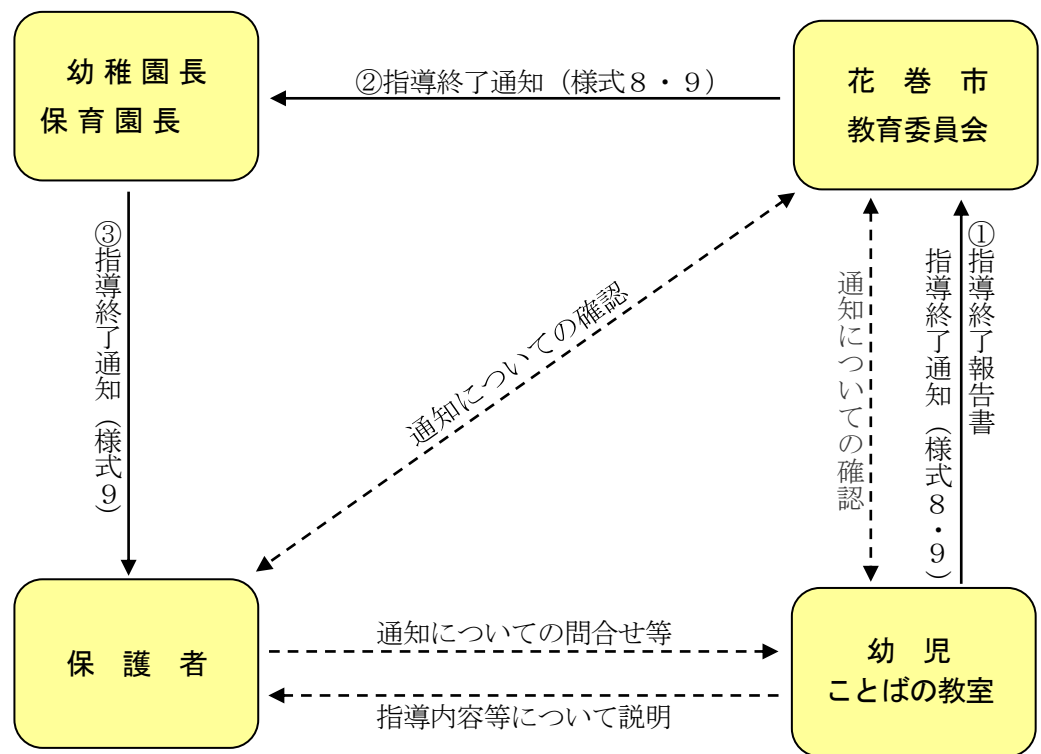 幼稚園長
保育園長
②指導終了通知（様式８・９）
花　巻　市
教育委員会
③指導終了通知（様式９）
通知についての確認
通知についての確認
①指導終了報告書
指導終了通知（様式８・９）
保　護　者
通知についての問合せ等
指導内容等について説明
幼　児
ことばの教室